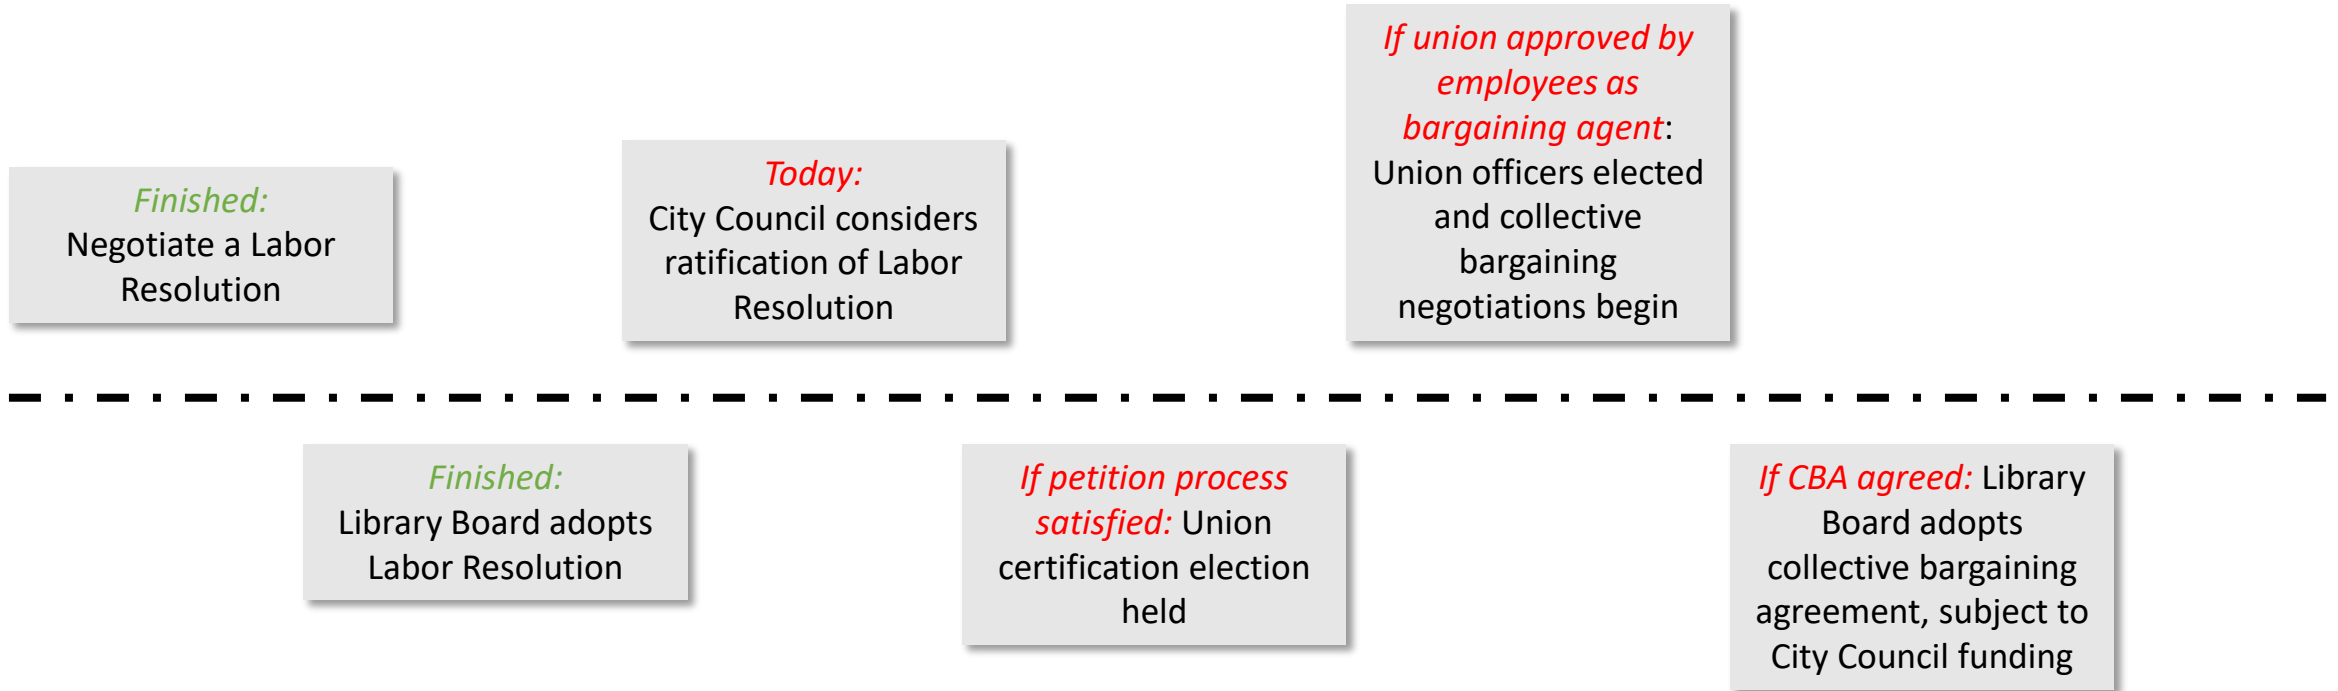 Finished:
Negotiate a Labor
Resolution
Finished:
Library Board adopts
Labor Resolution
Today:
City Council considers
ratification of Labor
Resolution
If petition process
satisfied: Union
certification election
held
If union approved by
employees as
bargaining agent:
Union officers elected
and collective
bargaining
negotiations begin
If CBA agreed: Library
Board adopts
collective bargaining
agreement, subject to
City Council funding